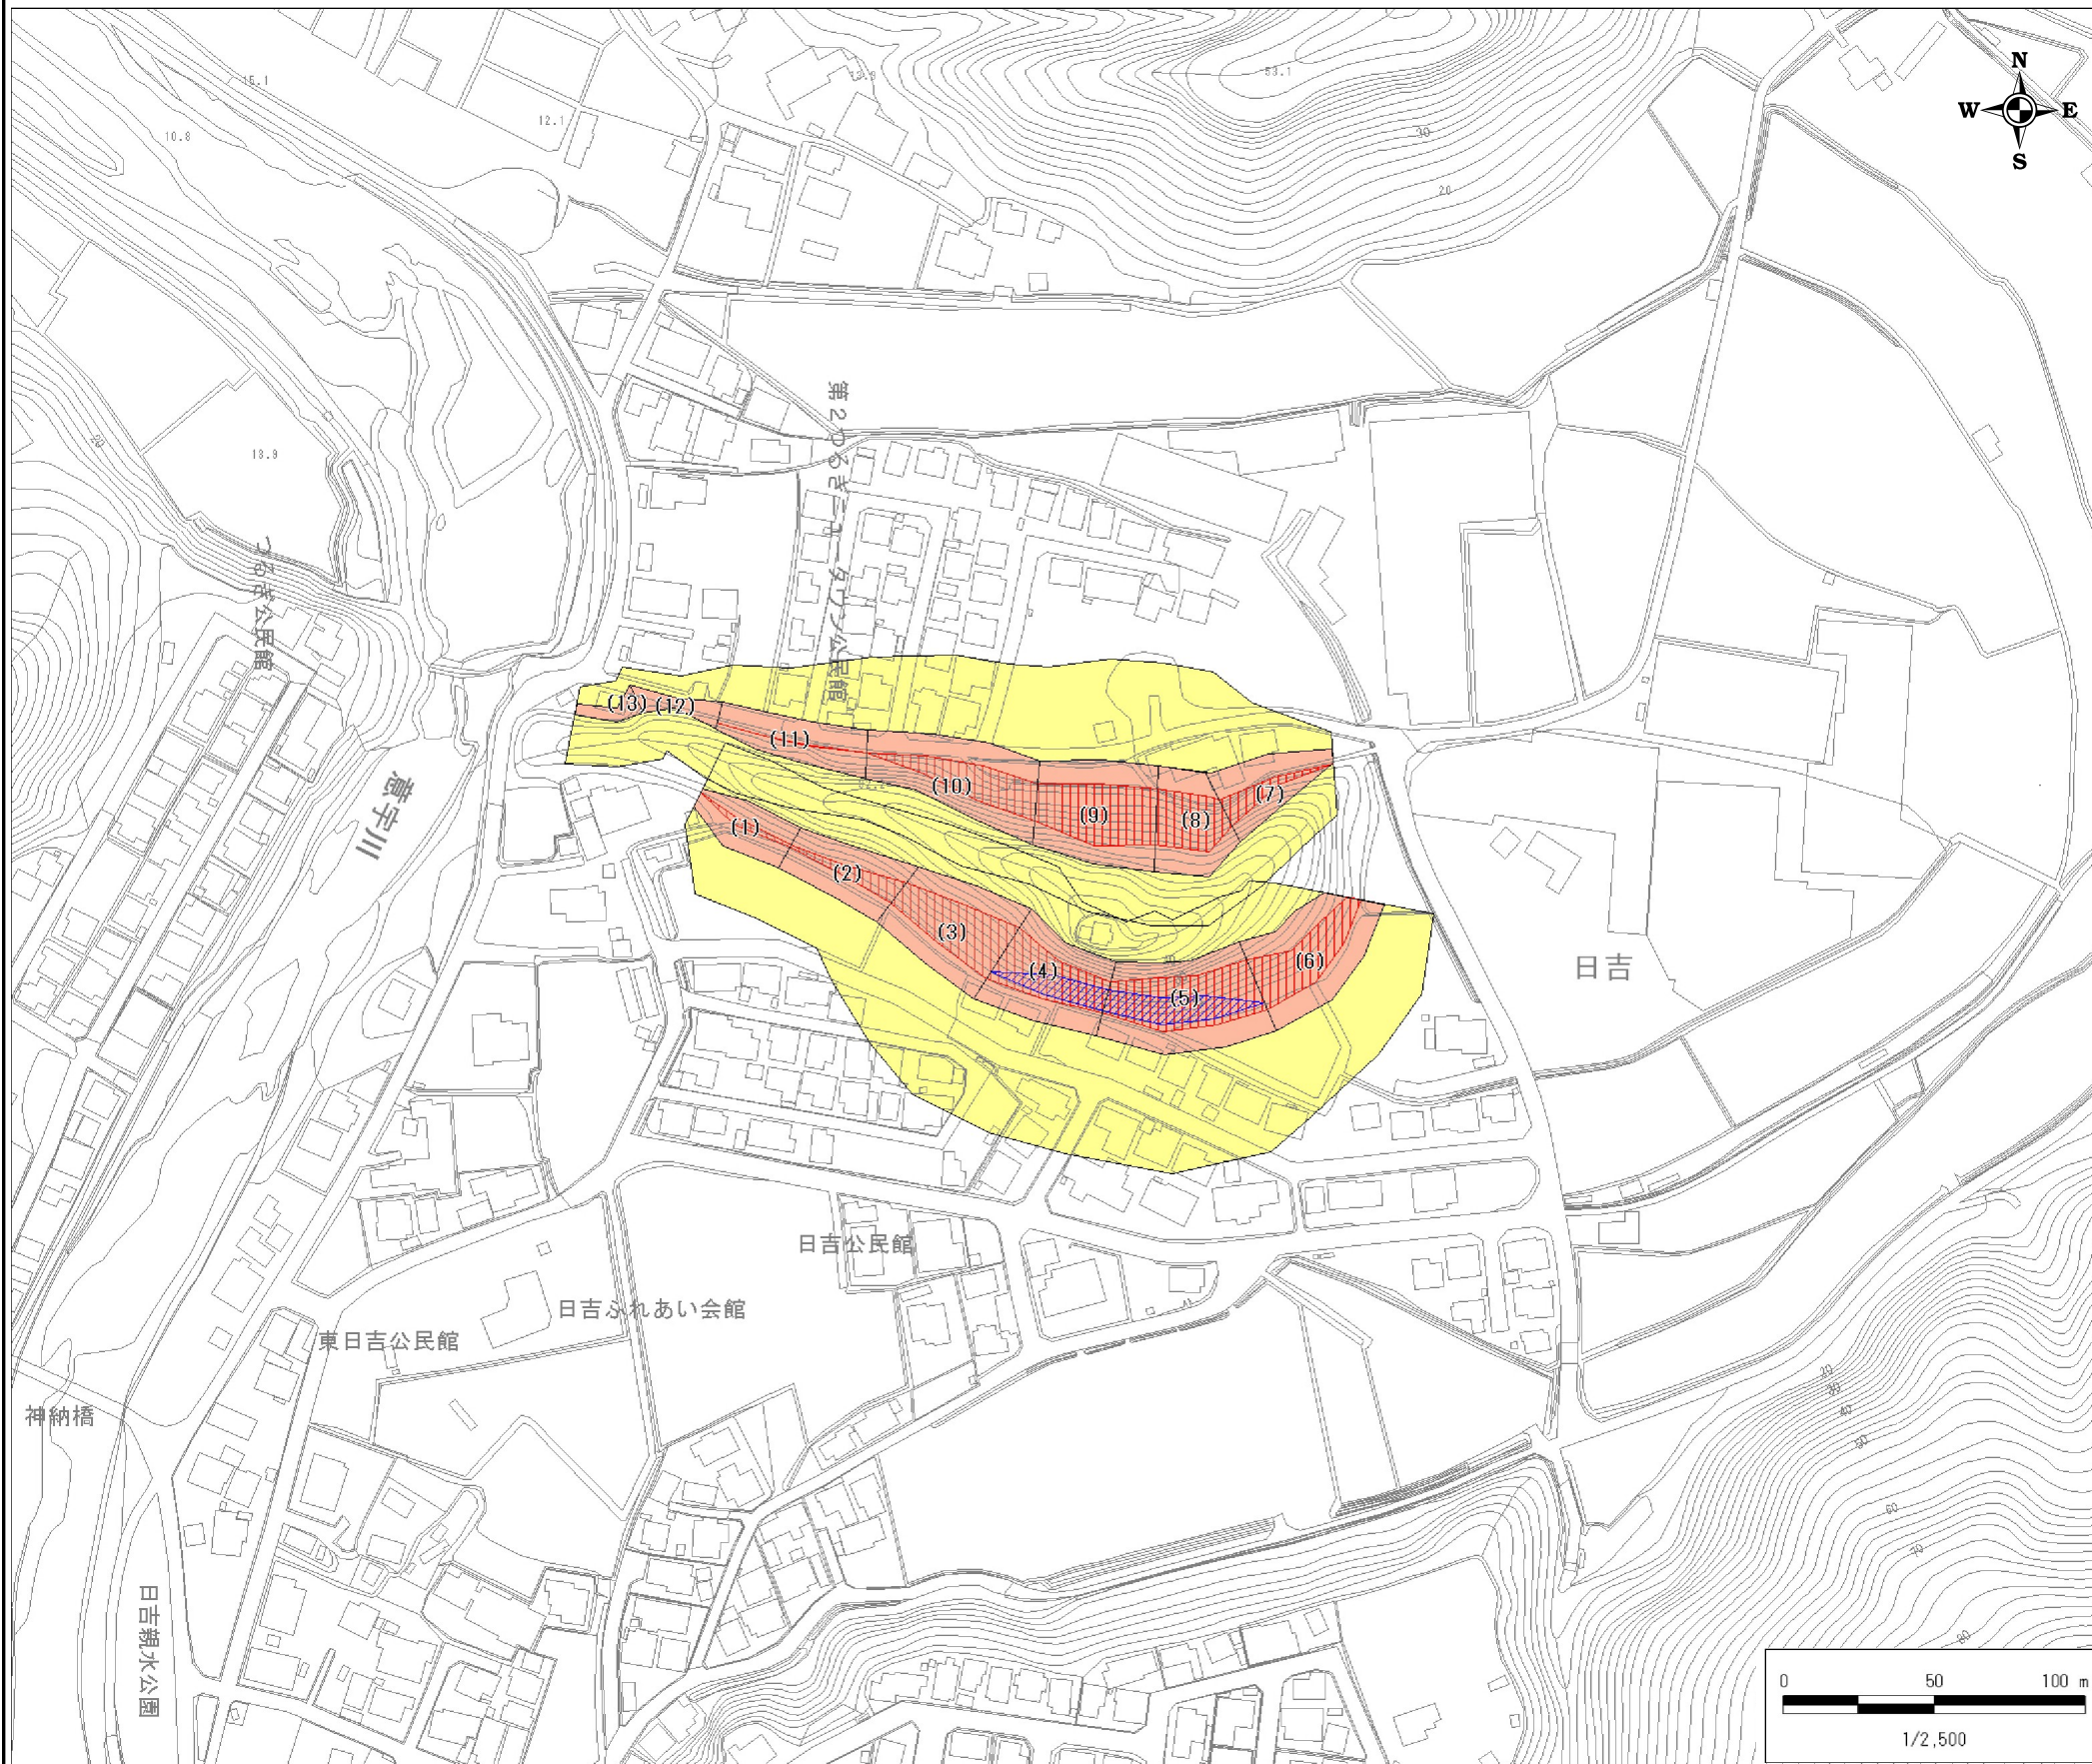 N
W E
S
15.1
13.9
53.1
12.1
10.8
30
20
第2つるぎニュータウン公民館
20
13.9
つるぎ公民館
(13) (12)
(11)
(10)
(9)
(8)
(7)
意宇川
(1)
(2)
(3)
(4)
(5)
(6)
日吉
日吉公民館
日吉ふれあい会館
東日吉公民館
神納橋
20
30
40
50
60
70
80
日吉親水公園
0 50 100 m
1/2,500